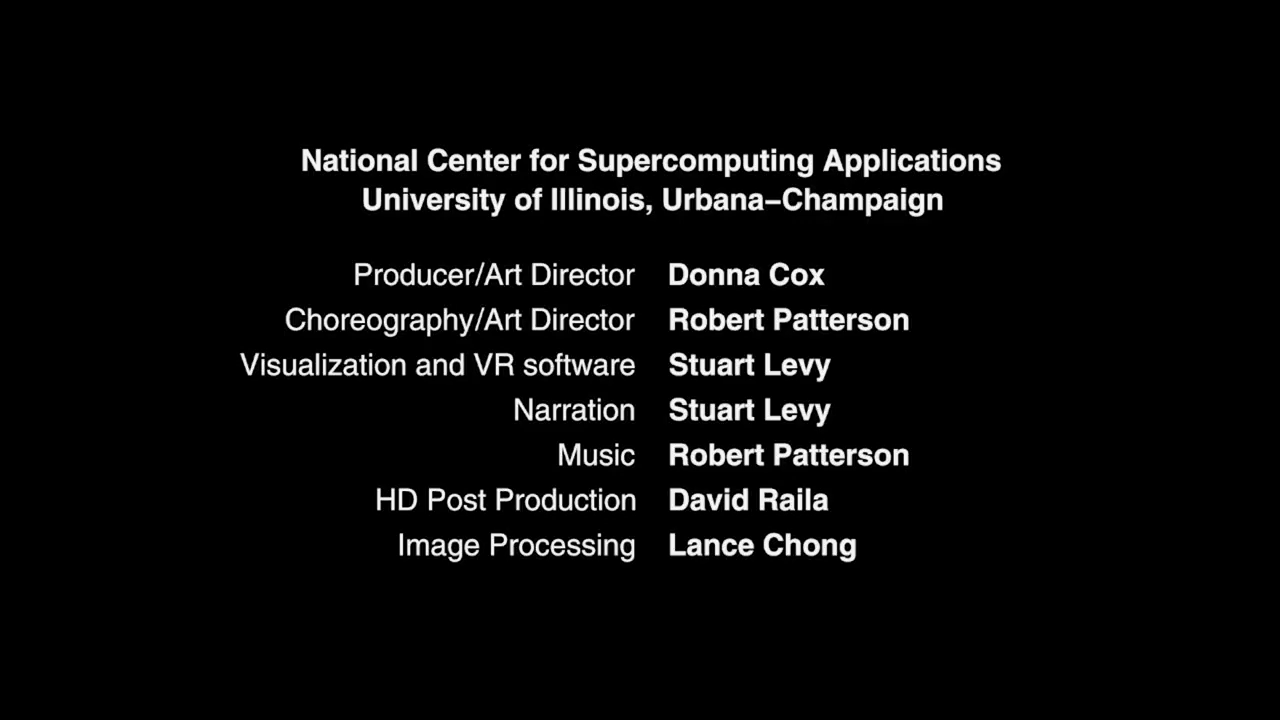 National Center for Supercomputing Applications
University of Illinois, Urbana–Champaign
Producer/Art Director Donna Cox
Choreography/Art Director Robert Patterson
Visualization and VR software Stuart Levy
Narration Stuart Levy
Music Robert Patterson
HD Post Production David Raila
Image Processing Lance Chong